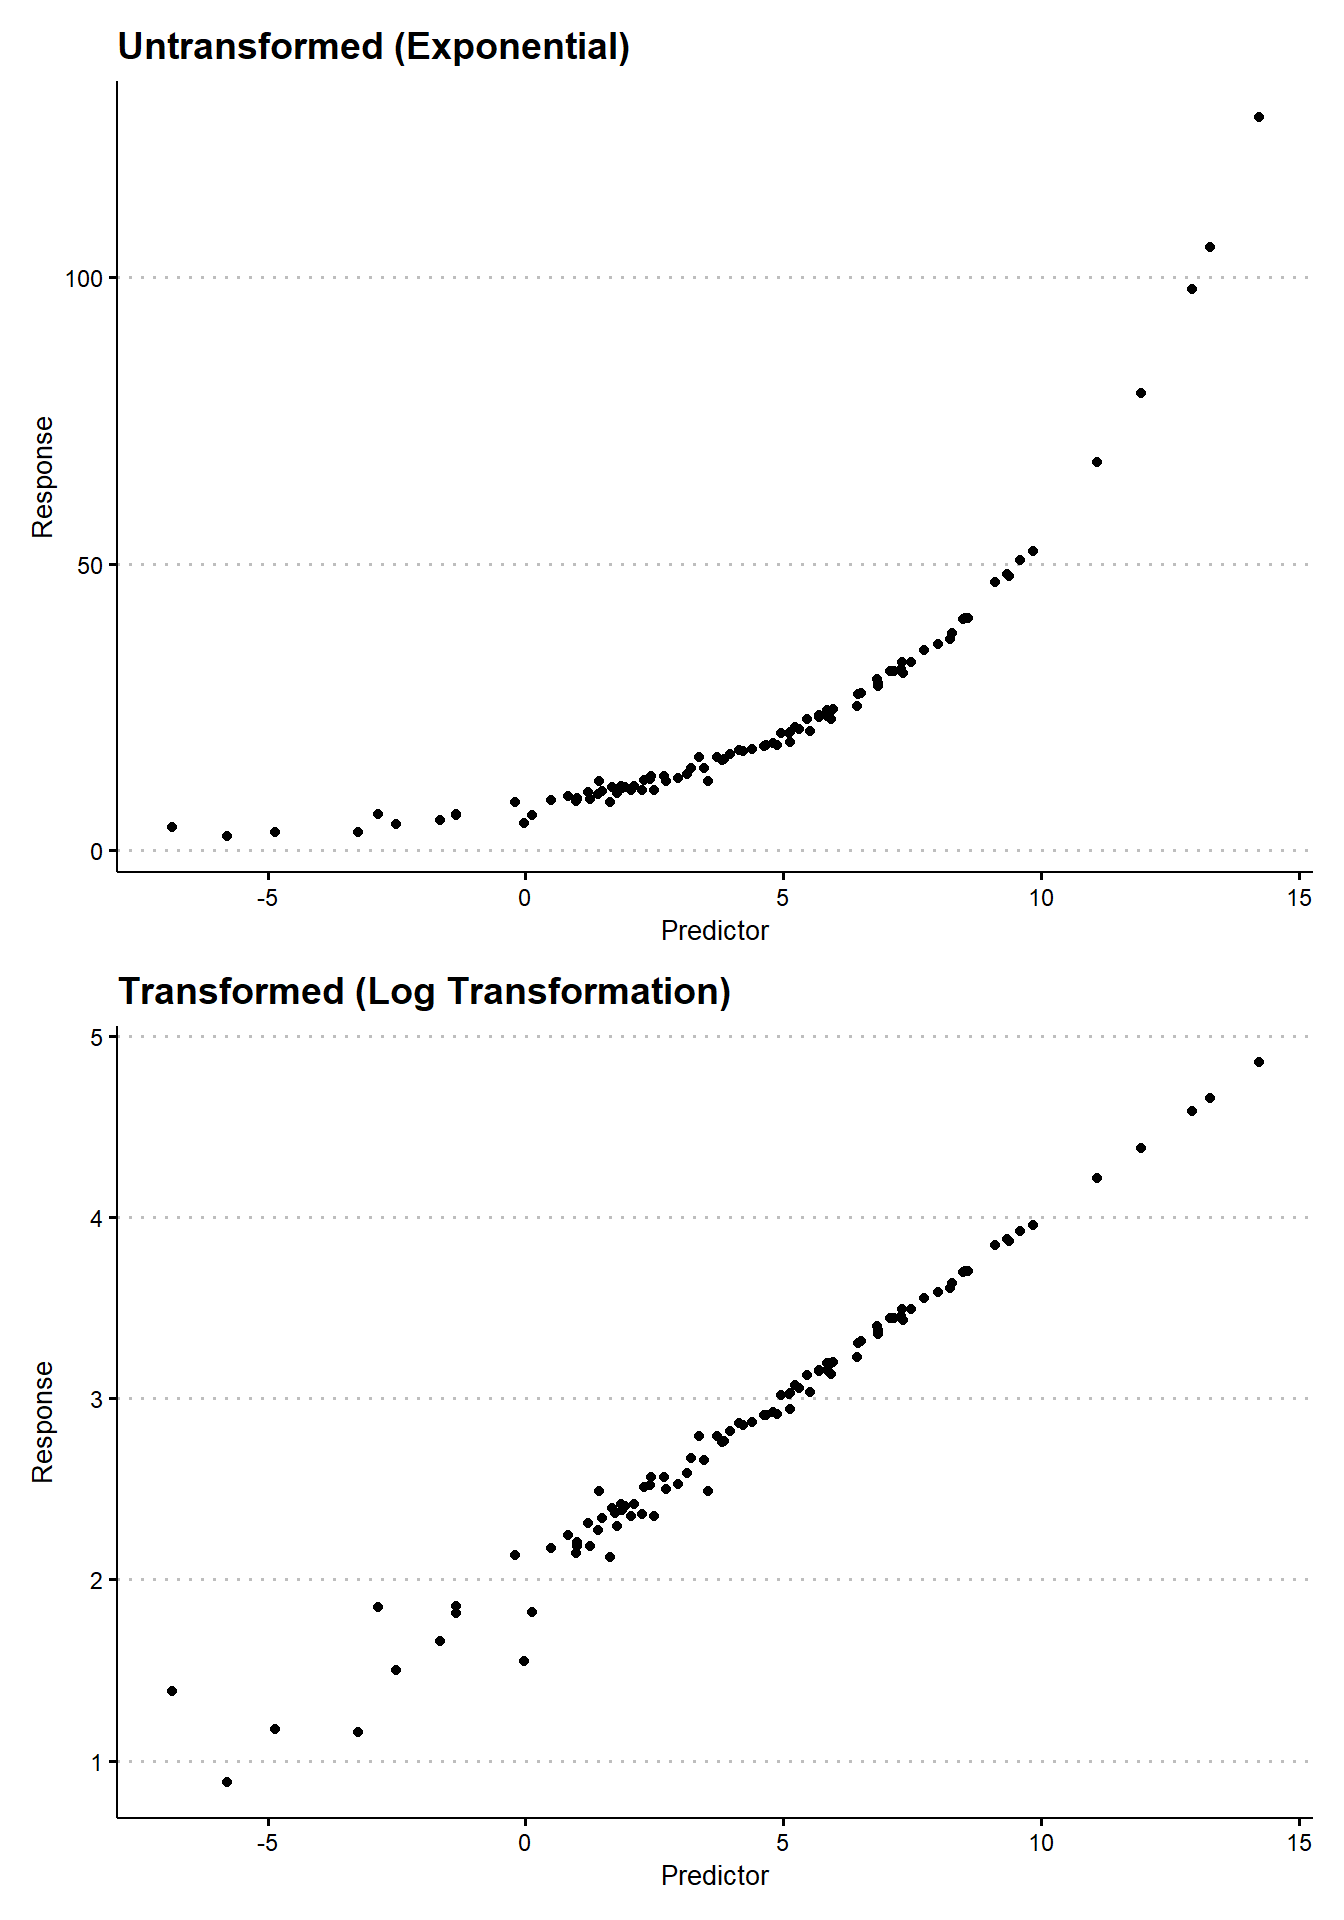 Untransformed (Exponential)
100
50
0
Response
-5 0 5 10 15
Predictor
Transformed (Log Transformation)
5
4
3
2
1
Response
-5 0 5 10 15
Predictor